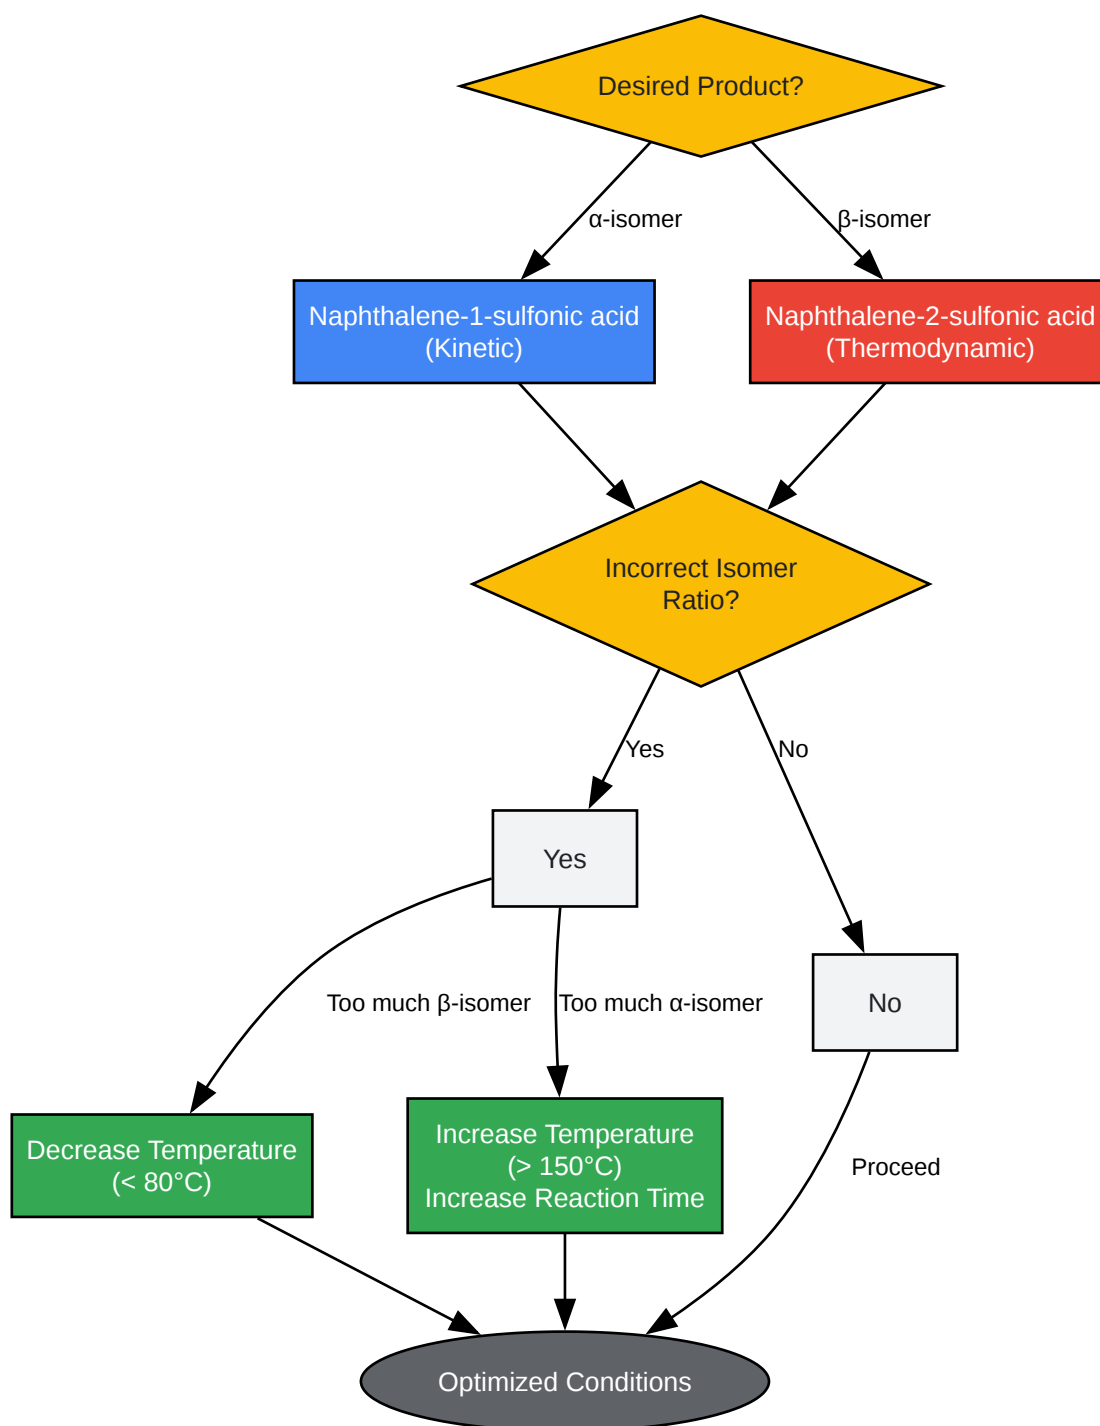 Desired Product?
α-isomer
β-isomer
Naphthalene-1-sulfonic acid
(Kinetic)
Naphthalene-2-sulfonic acid
(Thermodynamic)
Incorrect Isomer
Ratio?
Yes
No
Yes
No
Too much β-isomer
Too much α-isomer
Decrease Temperature
(< 80°C)
Increase Temperature
(> 150°C)
Increase Reaction Time
Proceed
Optimized Conditions